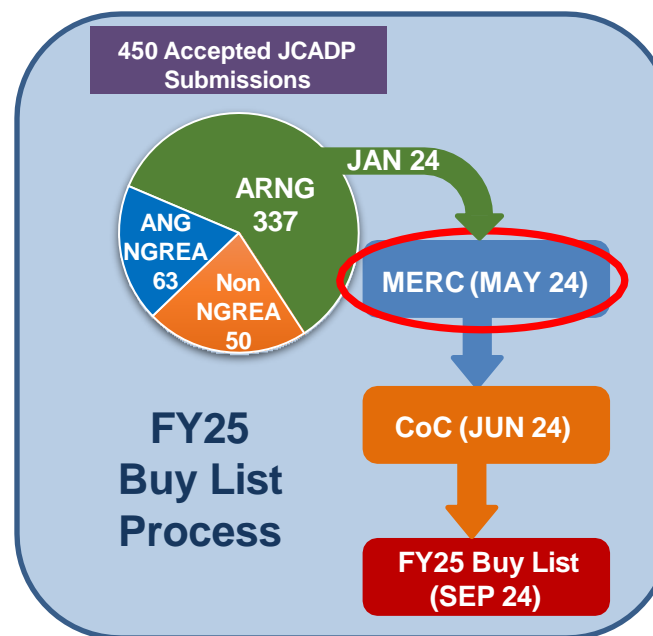 450 Accepted JCADP
Submissions
JAN 24
ARNG
337
ANG
NGREA
63
Non
NGREA
50
MERC (MAY 24)
CoC (JUN 24)
FY25
Buy List
Process
FY25 Buy List
(SEP 24)